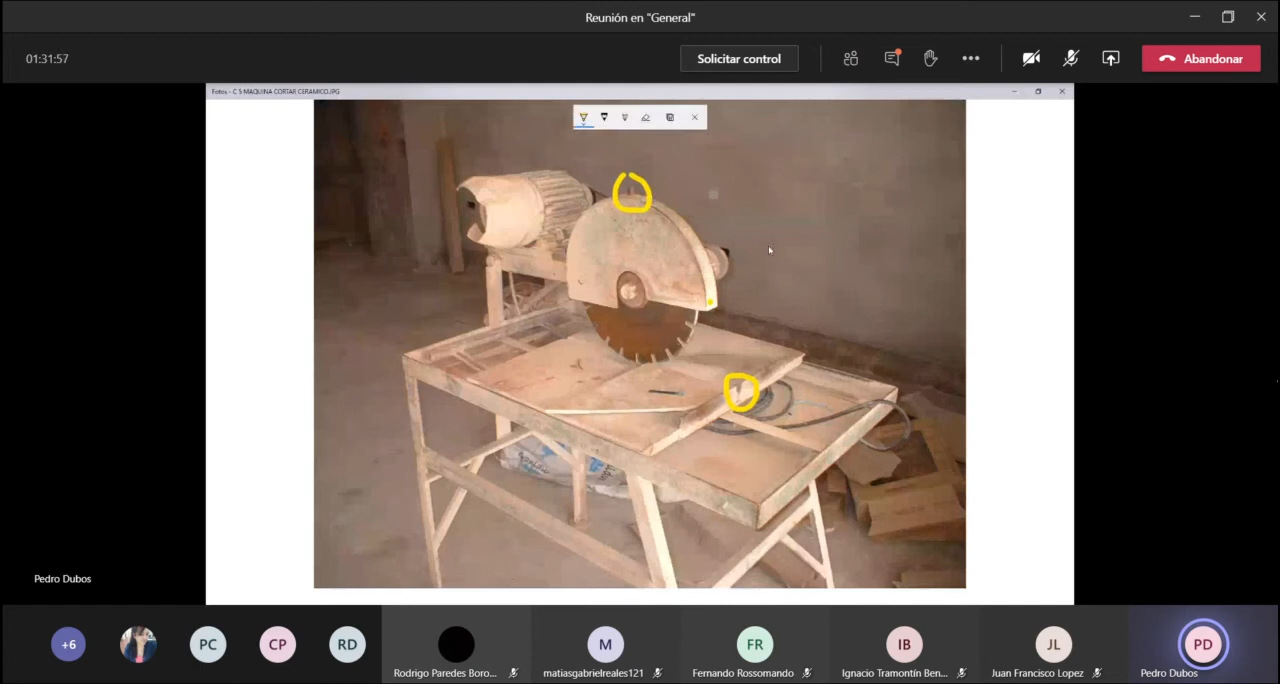 Reunión en "General"
01:31:57
Solicitar control
Abandonar
Fotos - C 5 MAQUINA CORTAR CERAMICO.JPG
Pedro Dubos
+6
PC
CP
RD
M
FR
IB
JL
PD
Rodrigo Paredes Boro...
matiasgabrielreales121
Fernando Rossomando
Ignacio Tramontín Ben...
Juan Francisco Lopez
Pedro Dubos